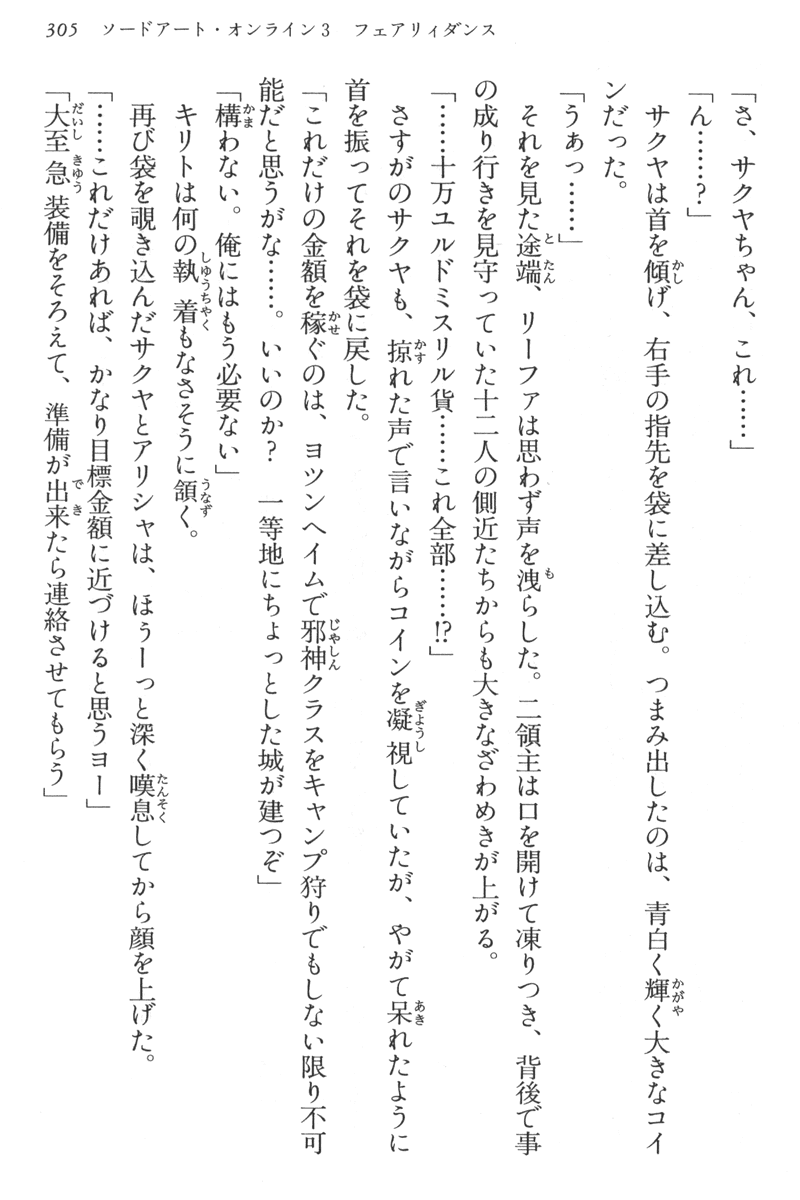 305　ソードアート・オンライン3　フェアリィダンス
「さ、サクヤちゃん、これ……」
「ん……？」
　サクヤは首を傾げ、右手の指先を袋に差し込む。つまみ出したのは、青白く輝く大きなコイ
ンだった。
「うぁっ……」
　それを見た途端、リーファは思わず声を洩らした。二領主は口を開けて凍りつき、背後で事
の成り行きを見守っていた十二人の側近たちからも大きなざわめきが上がる。
「……十万ユルドミスリル貨……これ全部……!?」
　さすがのサクヤも、掠れた声で言いながらコインを凝視していたが、やがて呆れたように
首を振ってそれを袋に戻した。
「これだけの金額を稼ぐのは、ヨツンヘイムで邪神クラスをキャンプ狩りでもしない限り不可
能だと思うがな……。いいのか？　一等地にちょっとした城が建つぞ」
「構わない。俺にはもう必要ない」
　キリトは何の執着もなさそうに頷く。
　再び袋を覗き込んだサクヤとアリシャは、ほぅーっと深く嘆息してから顔を上げた。
「……これだけあれば、かなり目標金額に近づけると思うヨー」
「大至急装備をそろえて、準備が出来たら連絡させてもらう」